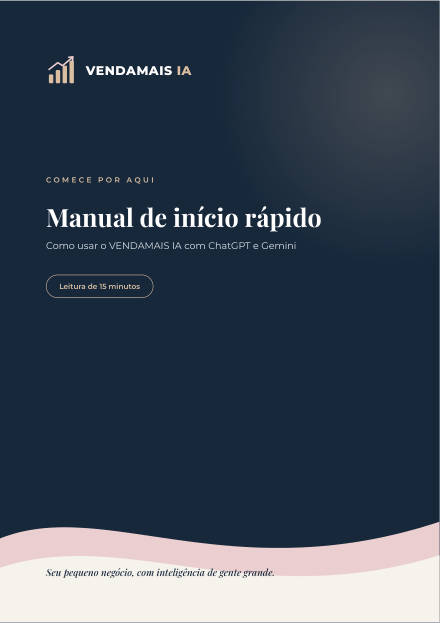 VENDAMAIS IA
COMECE POR AQUI
Manual de início rápido
Como usar o VENDAMAIS IA com ChatGPT e Gemini
Leitura de 15 minutos
Seu pequeno negócio, com inteligência de gente grande.